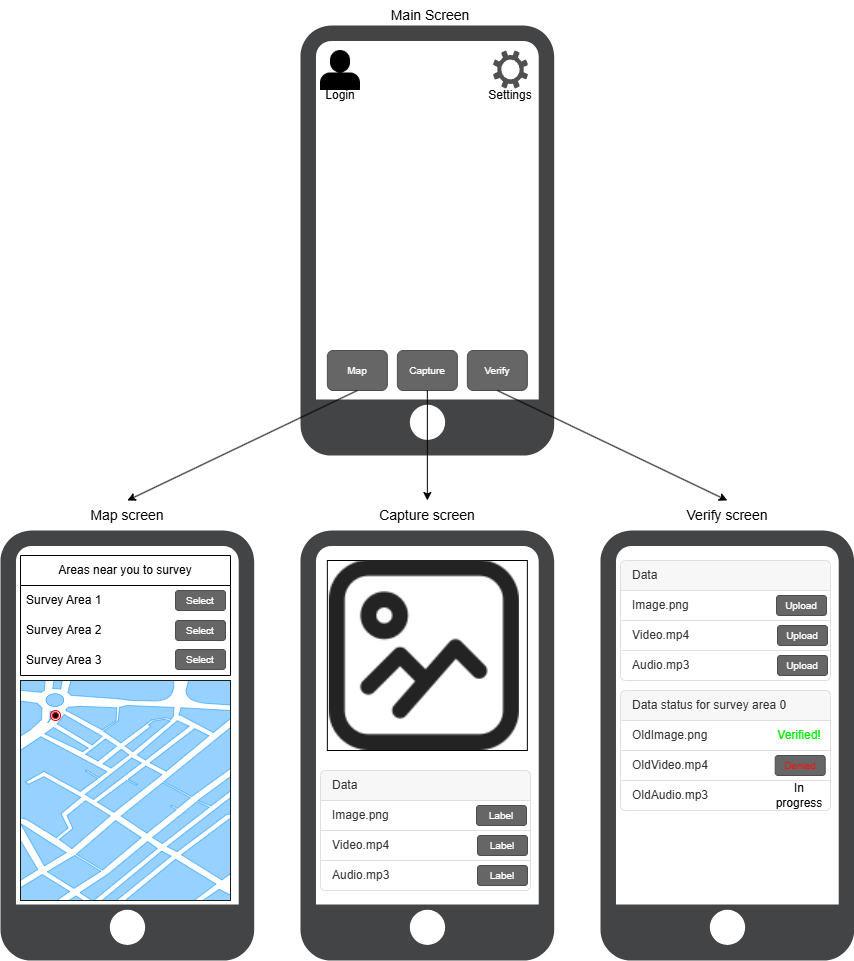 Main Screen
Login
Settings
Map
Capture
Verify
Map screen
Areas near you to survey
Survey Area 1
Select
Survey Area 2
Select
Survey Area 3
Select
Capture screen
Data
Image.png
Label
Video.mp4
Label
Audio.mp3
Label
Verify screen
Data
Image.png
Upload
Video.mp4
Upload
Audio.mp3
Upload
Data status for survey area 0
OldImage.png
Verified!
OldVideo.mp4
Denied
OldAudio.mp3
In
progress